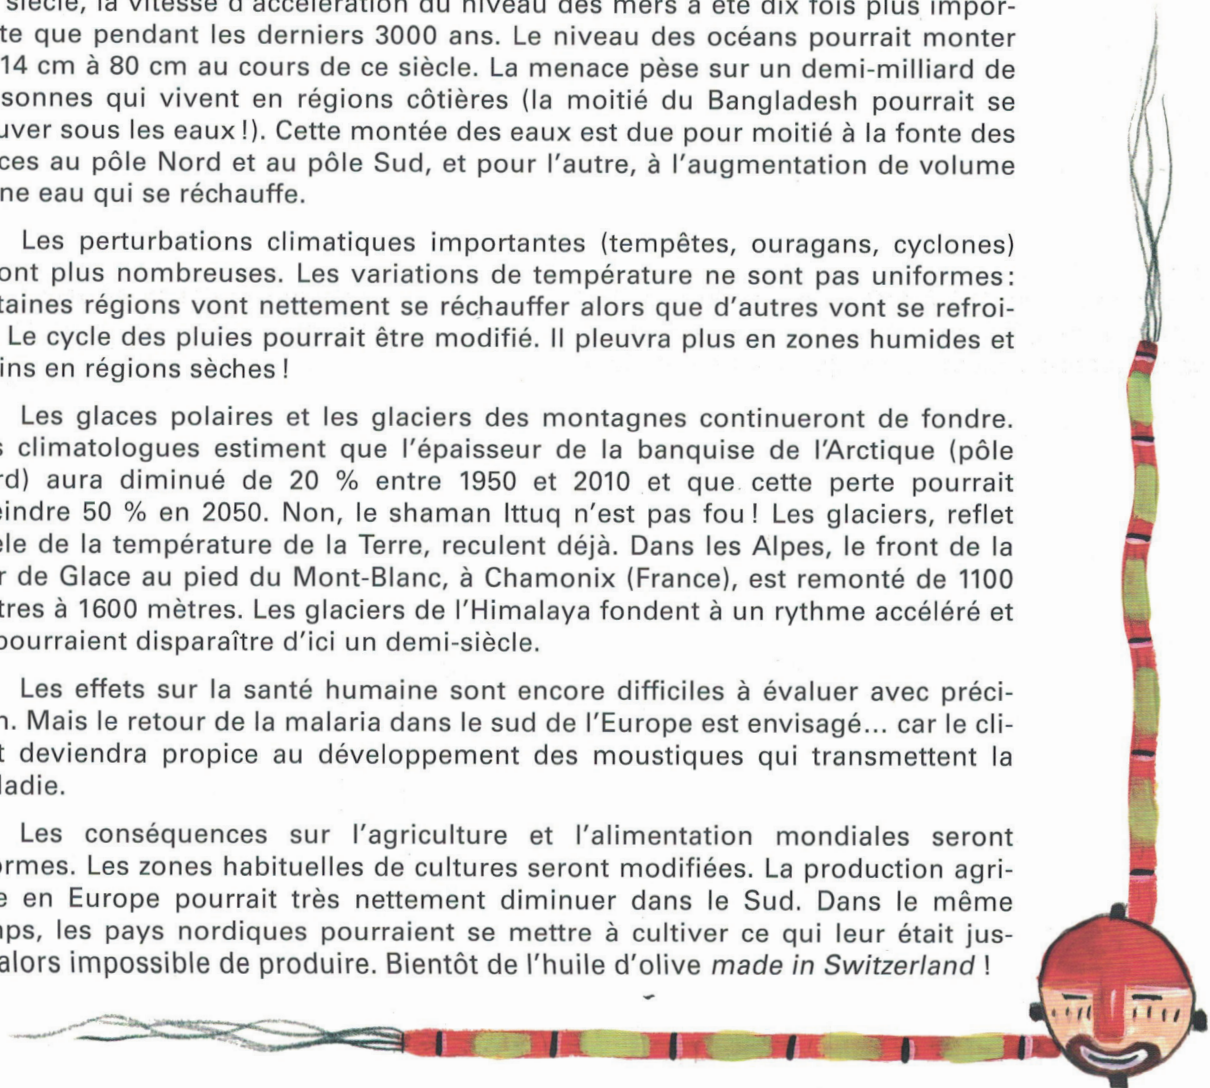 siècle, la vitesse d'accélération du niveau des mers a été dix fois plus impor-
te que pendant les derniers 3000 ans. Le niveau des océans pourrait monter
14 cm à 80 cm au cours de ce siècle. La menace pèse sur un demi-milliard de
sonnes qui vivent en régions côtières (la moitié du Bangladesh pourrait se
uver sous les eaux !). Cette montée des eaux est due pour moitié à la fonte des
ces au pôle Nord et au pôle Sud, et pour l'autre, à l'augmentation de volume
ne eau qui se réchauffe.
Les perturbations climatiques importantes (tempêtes, ouragans, cyclones)
ont plus nombreuses. Les variations de température ne sont pas uniformes :
taines régions vont nettement se réchauffer alors que d'autres vont se refroi-
Le cycle des pluies pourrait être modifié. Il pleuvra plus en zones humides et
ins en régions sèches !
Les glaces polaires et les glaciers des montagnes continueront de fondre.
s climatologues estiment que l'épaisseur de la banquise de l'Arctique (pôle
rd) aura diminué de 20 % entre 1950 et 2010 et que cette perte pourrait
eindre 50 % en 2050. Non, le shaman Ittuq n'est pas fou ! Les glaciers, reflet
èle de la température de la Terre, reculent déjà. Dans les Alpes, le front de la
r de Glace au pied du Mont-Blanc, à Chamonix (France), est remonté de 1100
tres à 1600 mètres. Les glaciers de l'Himalaya fondent à un rythme accéléré et
pourraient disparaître d'ici un demi-siècle.
Les effets sur la santé humaine sont encore difficiles à évaluer avec préci-
n. Mais le retour de la malaria dans le sud de l'Europe est envisagé... car le cli-
t deviendra propice au développement des moustiques qui transmettent la
ladie.
Les conséquences sur l'agriculture et l'alimentation mondiales seront
ormes. Les zones habituelles de cultures seront modifiées. La production agri-
e en Europe pourrait très nettement diminuer dans le Sud. Dans le même
nps, les pays nordiques pourraient se mettre à cultiver ce qui leur était jus-
alors impossible de produire. Bientôt de l'huile d'olive made in Switzerland !